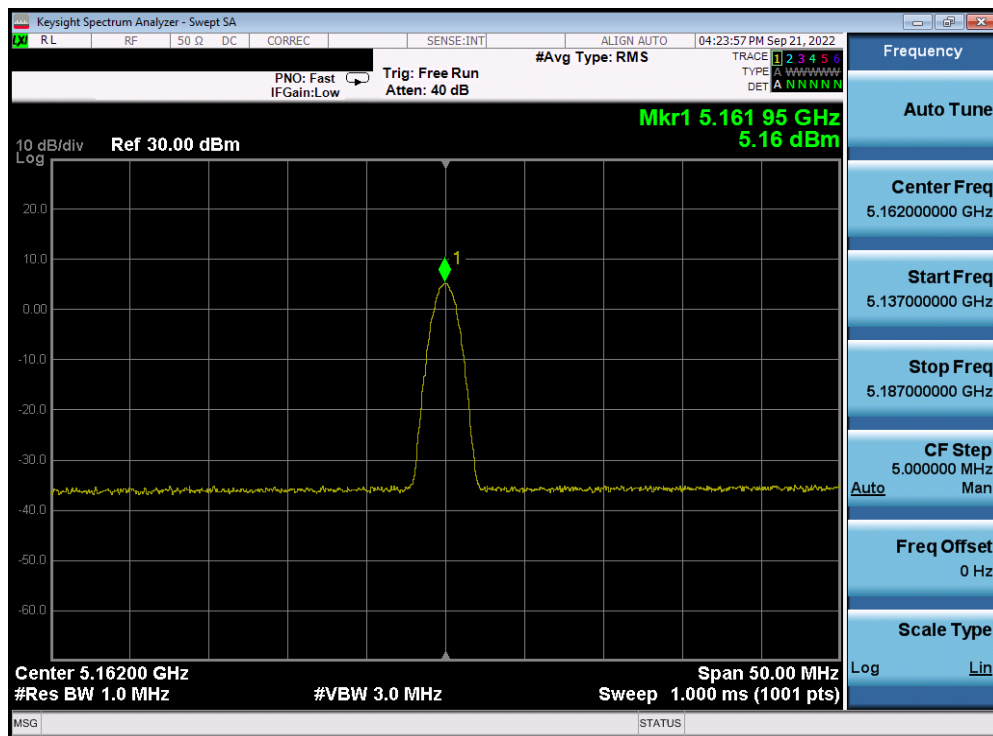 Keysight Spectrum Analyzer - Swept SA
LXI RL RF 50 Ω DC CORREC SENSE:INT ALIGN AUTO 04:23:57 PM Sep 21, 2022
PNO: Fast
IFGain:Low
Trig: Free Run
Atten: 40 dB
#Avg Type: RMS
TRACE 1 2 3 4 5 6
TYPE A WWWWW
DET A N N N N N
Mkr1 5.161 95 GHz
5.16 dBm
10 dB/div Ref 30.00 dBm
Log
20.0
10.0
0.00
-10.0
-20.0
-30.0
-40.0
-50.0
-60.0
1
Center 5.16200 GHz Span 50.00 MHz
#Res BW 1.0 MHz #VBW 3.0 MHz Sweep 1.000 ms (1001 pts)
MSG STATUS
Frequency
Auto Tune
Center Freq
5.162000000 GHz
Start Freq
5.137000000 GHz
Stop Freq
5.187000000 GHz
CF Step
5.000000 MHz
Auto Man
Freq Offset
0 Hz
Scale Type
Log Lin